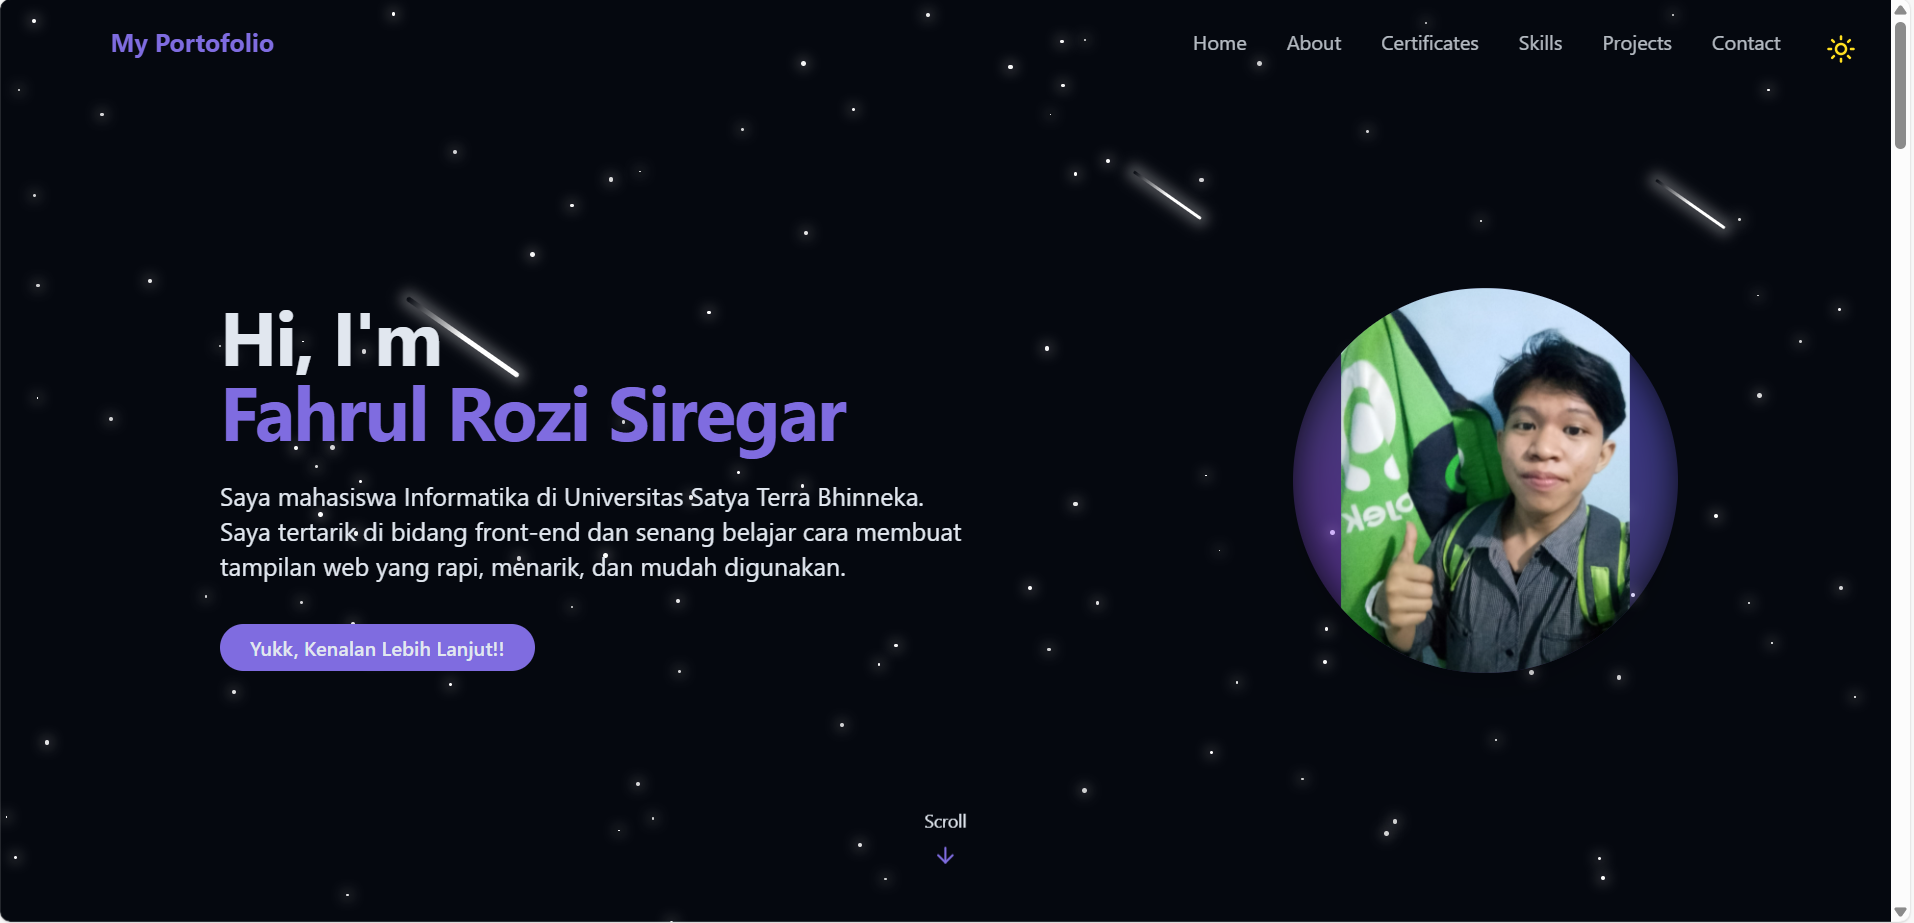 My Portofolio
Home About Certificates Skills Projects Contact
Hi, I'm
Fahrul Rozi Siregar
Saya mahasiswa Informatika di Universitas Satya Terra Bhinneka.
Saya tertarik di bidang front-end dan senang belajar cara membuat
tampilan web yang rapi, menarik, dan mudah digunakan.
Yukk, Kenalan Lebih Lanjut!!
Scroll